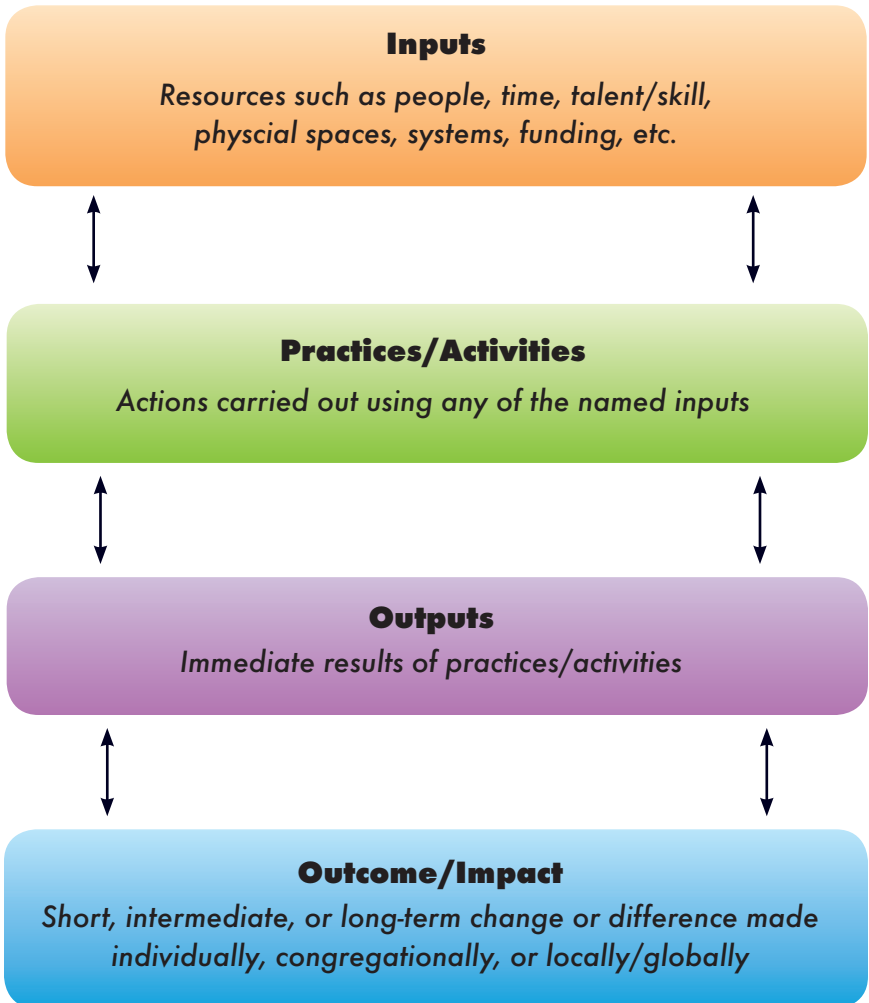 Inputs
Resources such as people, time, talent/skill,
physcial spaces, systems, funding, etc.
Practices/Activities
Actions carried out using any of the named inputs
Outputs
Immediate results of practices/activities
Outcome/Impact
Short, intermediate, or long-term change or difference made
individually, congregationally, or locally/globally